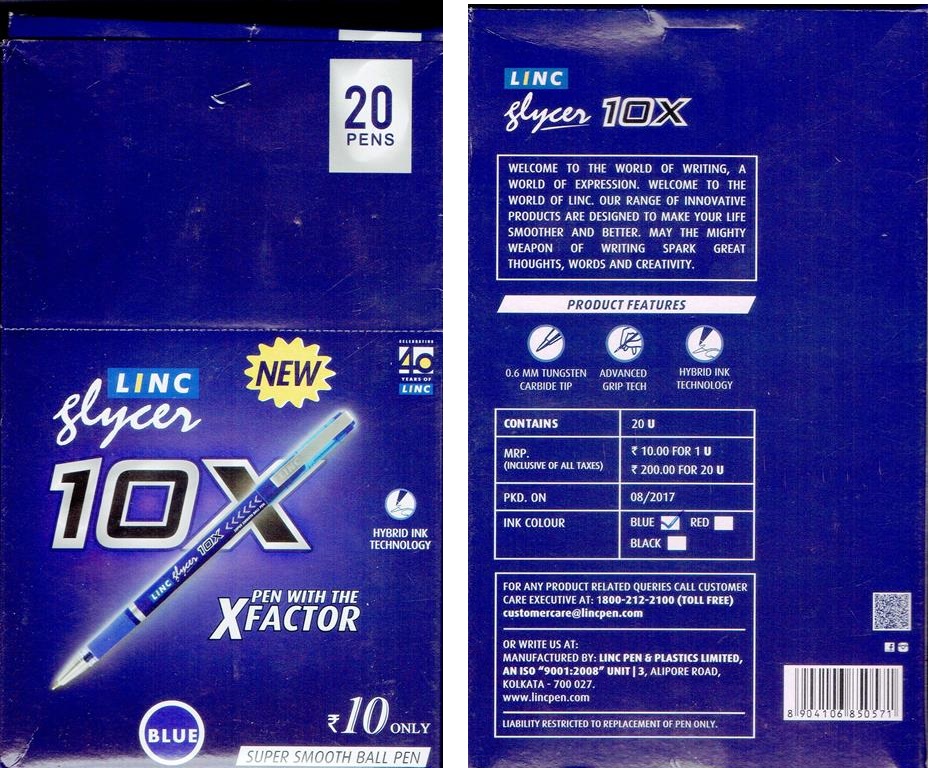 20
PENS
NEW
CELEBRATING
40
YEARS OF
LINC
LINC
glycer
10X
LINC
LINC glycer 10X <<<<<< SUPER SMOOTH BALL PEN
HYBRID INK
TECHNOLOGY
PEN WITH THE
XFACTOR
BLUE
₹10 ONLY
SUPER SMOOTH BALL PEN
LINC
glycer 10X
WELCOME TO THE WORLD OF WRITING, A
WORLD OF EXPRESSION. WELCOME TO THE
WORLD OF LINC. OUR RANGE OF INNOVATIVE
PRODUCTS ARE DESIGNED TO MAKE YOUR LIFE
SMOOTHER AND BETTER. MAY THE MIGHTY
WEAPON OF WRITING SPARK GREAT
THOUGHTS, WORDS AND CREATIVITY.
PRODUCT FEATURES
0.6 MM TUNGSTEN
CARBIDE TIP
ADVANCED
GRIP TECH
HYBRID INK
TECHNOLOGY
CONTAINS 20 U
MRP.
(INCLUSIVE OF ALL TAXES)
₹ 10.00 FOR 1 U
₹ 200.00 FOR 20 U
PKD. ON 08/2017
INK COLOUR BLUE RED
BLACK
FOR ANY PRODUCT RELATED QUERIES CALL CUSTOMER
CARE EXECUTIVE AT: 1800-212-2100 (TOLL FREE)
customercare@lincpen.com
OR WRITE US AT:
MANUFACTURED BY: LINC PEN & PLASTICS LIMITED,
AN ISO "9001:2008" UNIT | 3, ALIPORE ROAD,
KOLKATA - 700 027.
www.lincpen.com
LIABILITY RESTRICTED TO REPLACEMENT OF PEN ONLY.
8 904106 850571